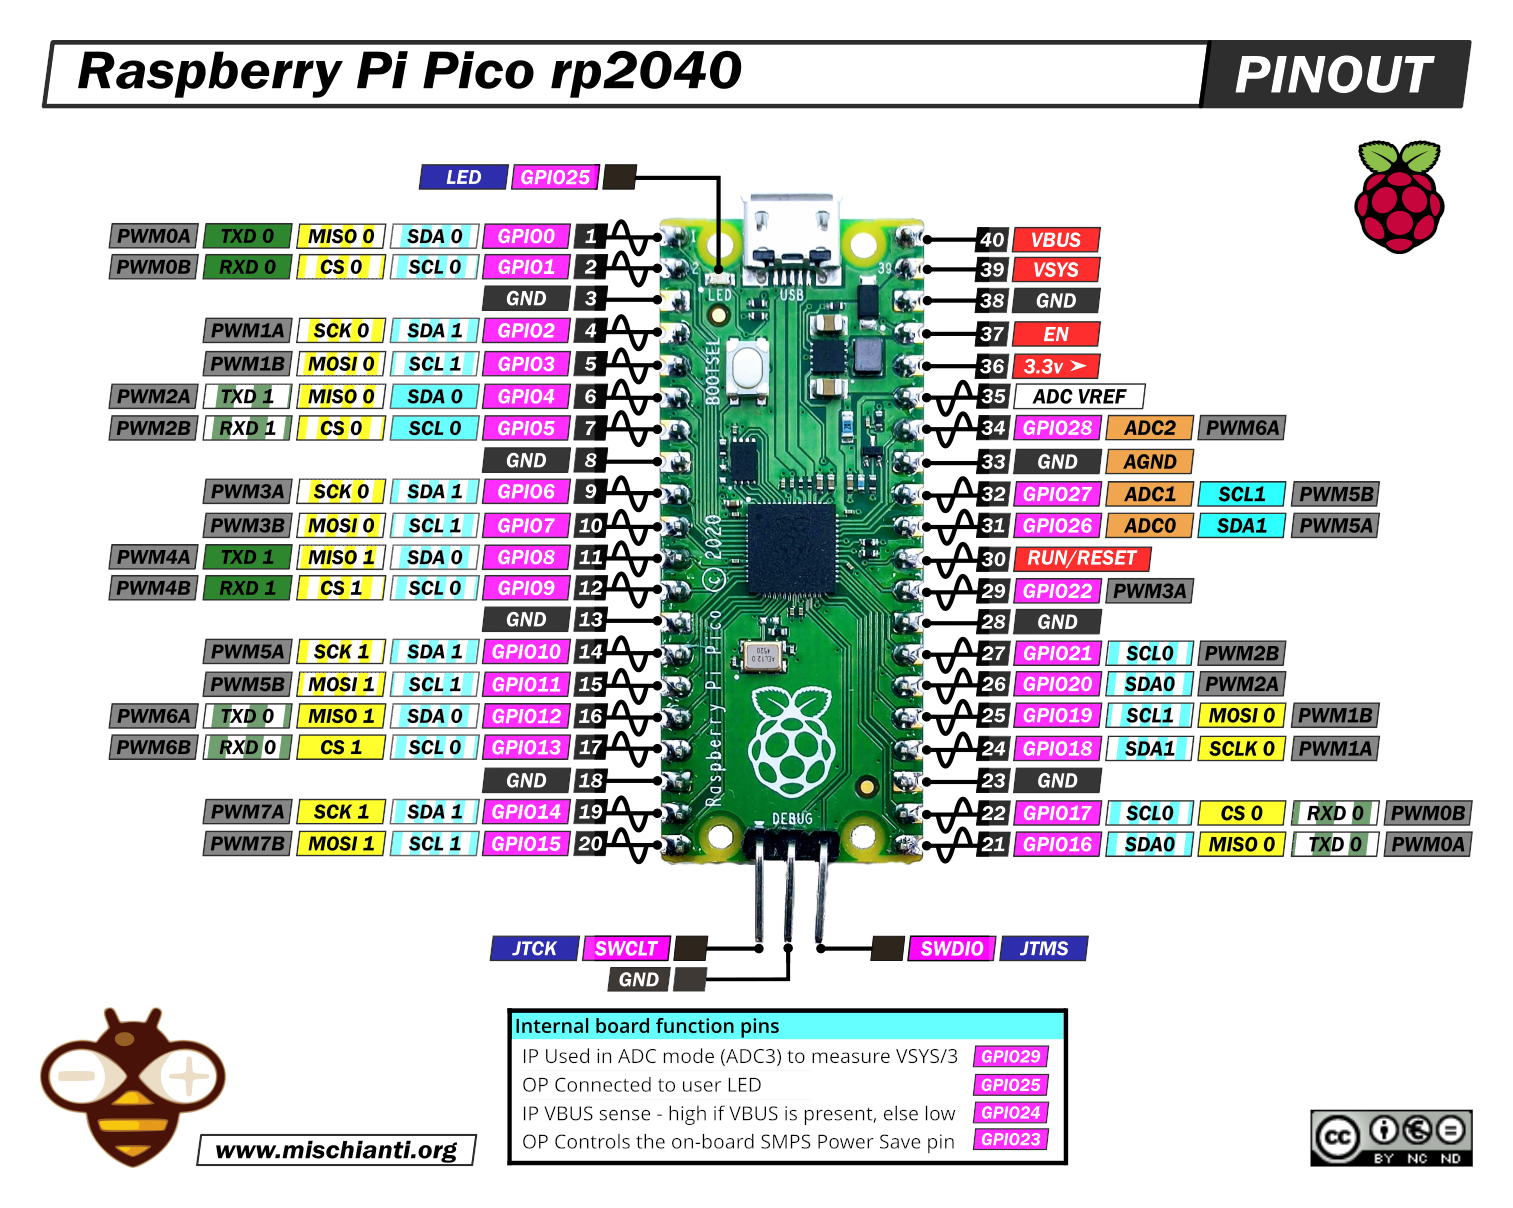 Raspberry Pi Pico rp2040 PINOUT
LED GPIO25
PWM0A TXD 0 MISO 0 SDA 0 GPIO0 1
PWM0B RXD 0 CS 0 SCL 0 GPIO1 2
GND 3
PWM1A SCK 0 SDA 1 GPIO2 4
PWM1B MOSI 0 SCL 1 GPIO3 5
PWM2A TXD 1 MISO 0 SDA 0 GPIO4 6
PWM2B RXD 1 CS 0 SCL 0 GPIO5 7
GND 8
PWM3A SCK 0 SDA 1 GPIO6 9
PWM3B MOSI 0 SCL 1 GPIO7 10
PWM4A TXD 1 MISO 1 SDA 0 GPIO8 11
PWM4B RXD 1 CS 1 SCL 0 GPIO9 12
GND 13
PWM5A SCK 1 SDA 1 GPIO10 14
PWM5B MOSI 1 SCL 1 GPIO11 15
PWM6A TXD 0 MISO 1 SDA 0 GPIO12 16
PWM6B RXD 0 CS 1 SCL 0 GPIO13 17
GND 18
PWM7A SCK 1 SDA 1 GPIO14 19
PWM7B MOSI 1 SCL 1 GPIO15 20
1
2
39
LED
USB
BOOTSEL
Raspberry Pi Pico © 2020
DEBUG
40 VBUS
39 VSYS
38 GND
37 EN
36 3.3v ➤
35 ADC VREF
34 GPIO28 ADC2 PWM6A
33 GND AGND
32 GPIO27 ADC1 SCL1 PWM5B
31 GPIO26 ADC0 SDA1 PWM5A
30 RUN/RESET
29 GPIO22 PWM3A
28 GND
27 GPIO21 SCL0 PWM2B
26 GPIO20 SDA0 PWM2A
25 GPIO19 SCL1 MOSI 0 PWM1B
24 GPIO18 SDA1 SCLK 0 PWM1A
23 GND
22 GPIO17 SCL0 CS 0 RXD 0 PWM0B
21 GPIO16 SDA0 MISO 0 TXD 0 PWM0A
JTCK SWCLT
GND
SWDIO JTMS
Internal board function pins
IP Used in ADC mode (ADC3) to measure VSYS/3 GPIO29
OP Connected to user LED GPIO25
IP VBUS sense - high if VBUS is present, else low GPIO24
OP Controls the on-board SMPS Power Save pin GPIO23
www.mischianti.org
cc
BY NC ND